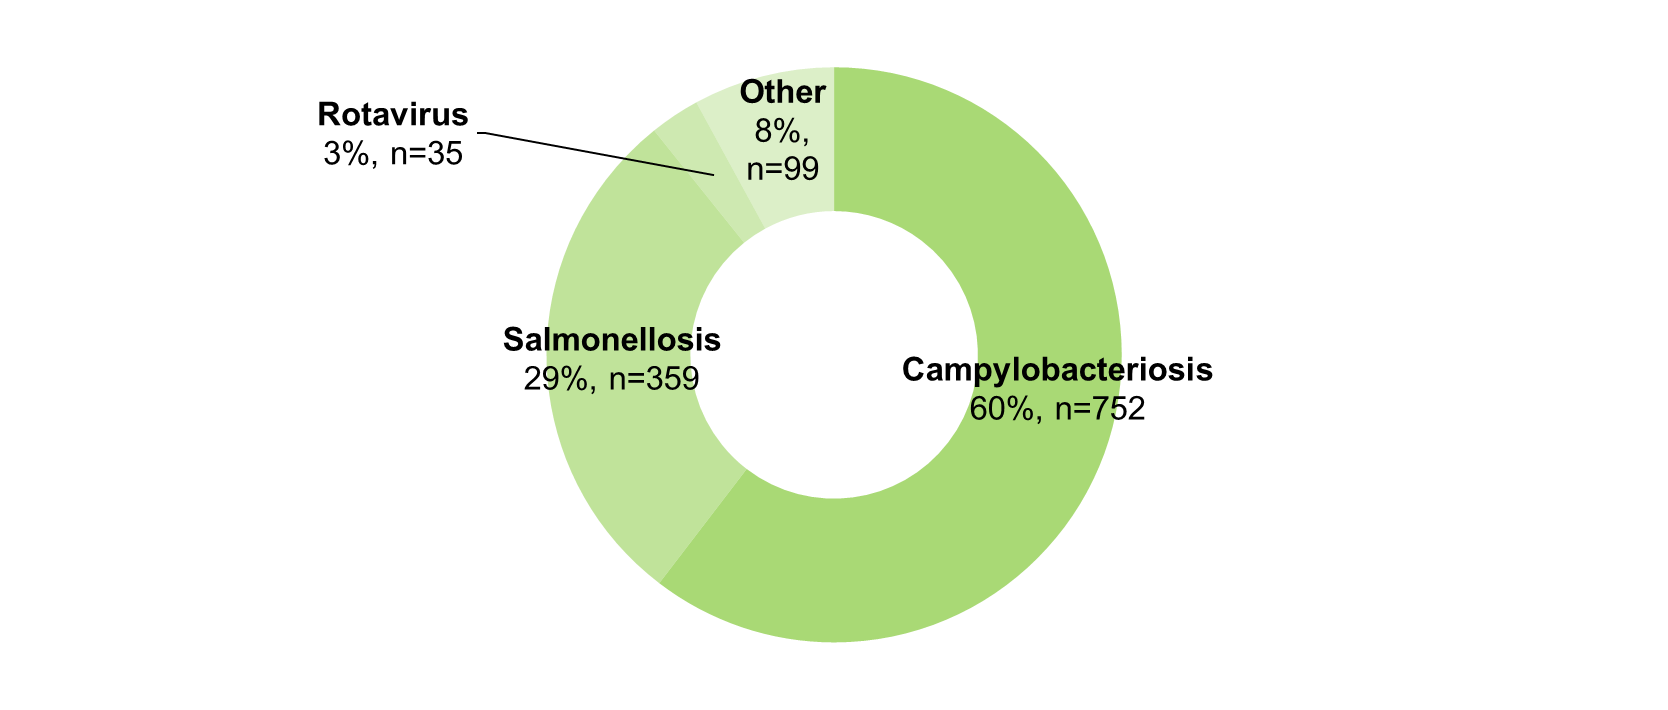 Other
8%,
n=99
Rotavirus
3%, n=35
Salmonellosis
29%, n=359
Campylobacteriosis
60%, n=752